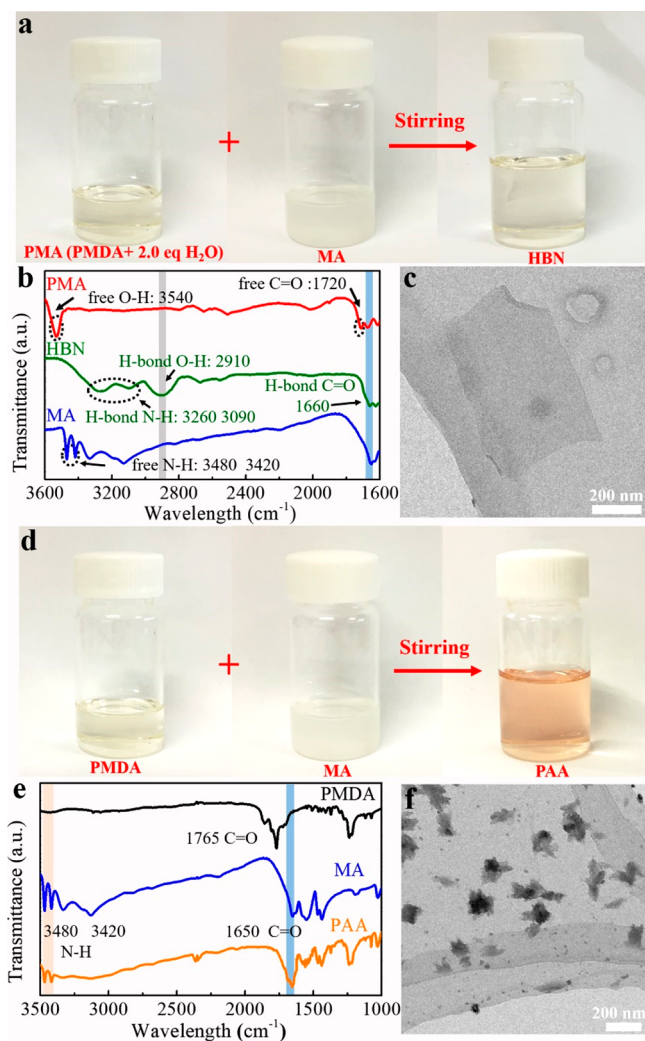 a
+
Stirring
PMA (PMDA+ 2.0 eq H₂O)
MA
HBN
b
PMA
free O-H: 3540
free C=O :1720
HBN
H-bond O-H: 2910
H-bond C=O
1660
H-bond N-H: 3260 3090
MA
free N-H: 3480 3420
Transmittance (a.u.)
3600 3200 2800 2400 2000 1600
Wavelength (cm⁻¹)
c
200 nm
d
+
Stirring
PMDA
MA
PAA
e
PMDA
1765 C=O
MA
3480 3420
N-H
1650 C=O
PAA
Transmittance (a.u.)
3500 3000 2500 2000 1500 1000
Wavelength (cm⁻¹)
f
200 nm